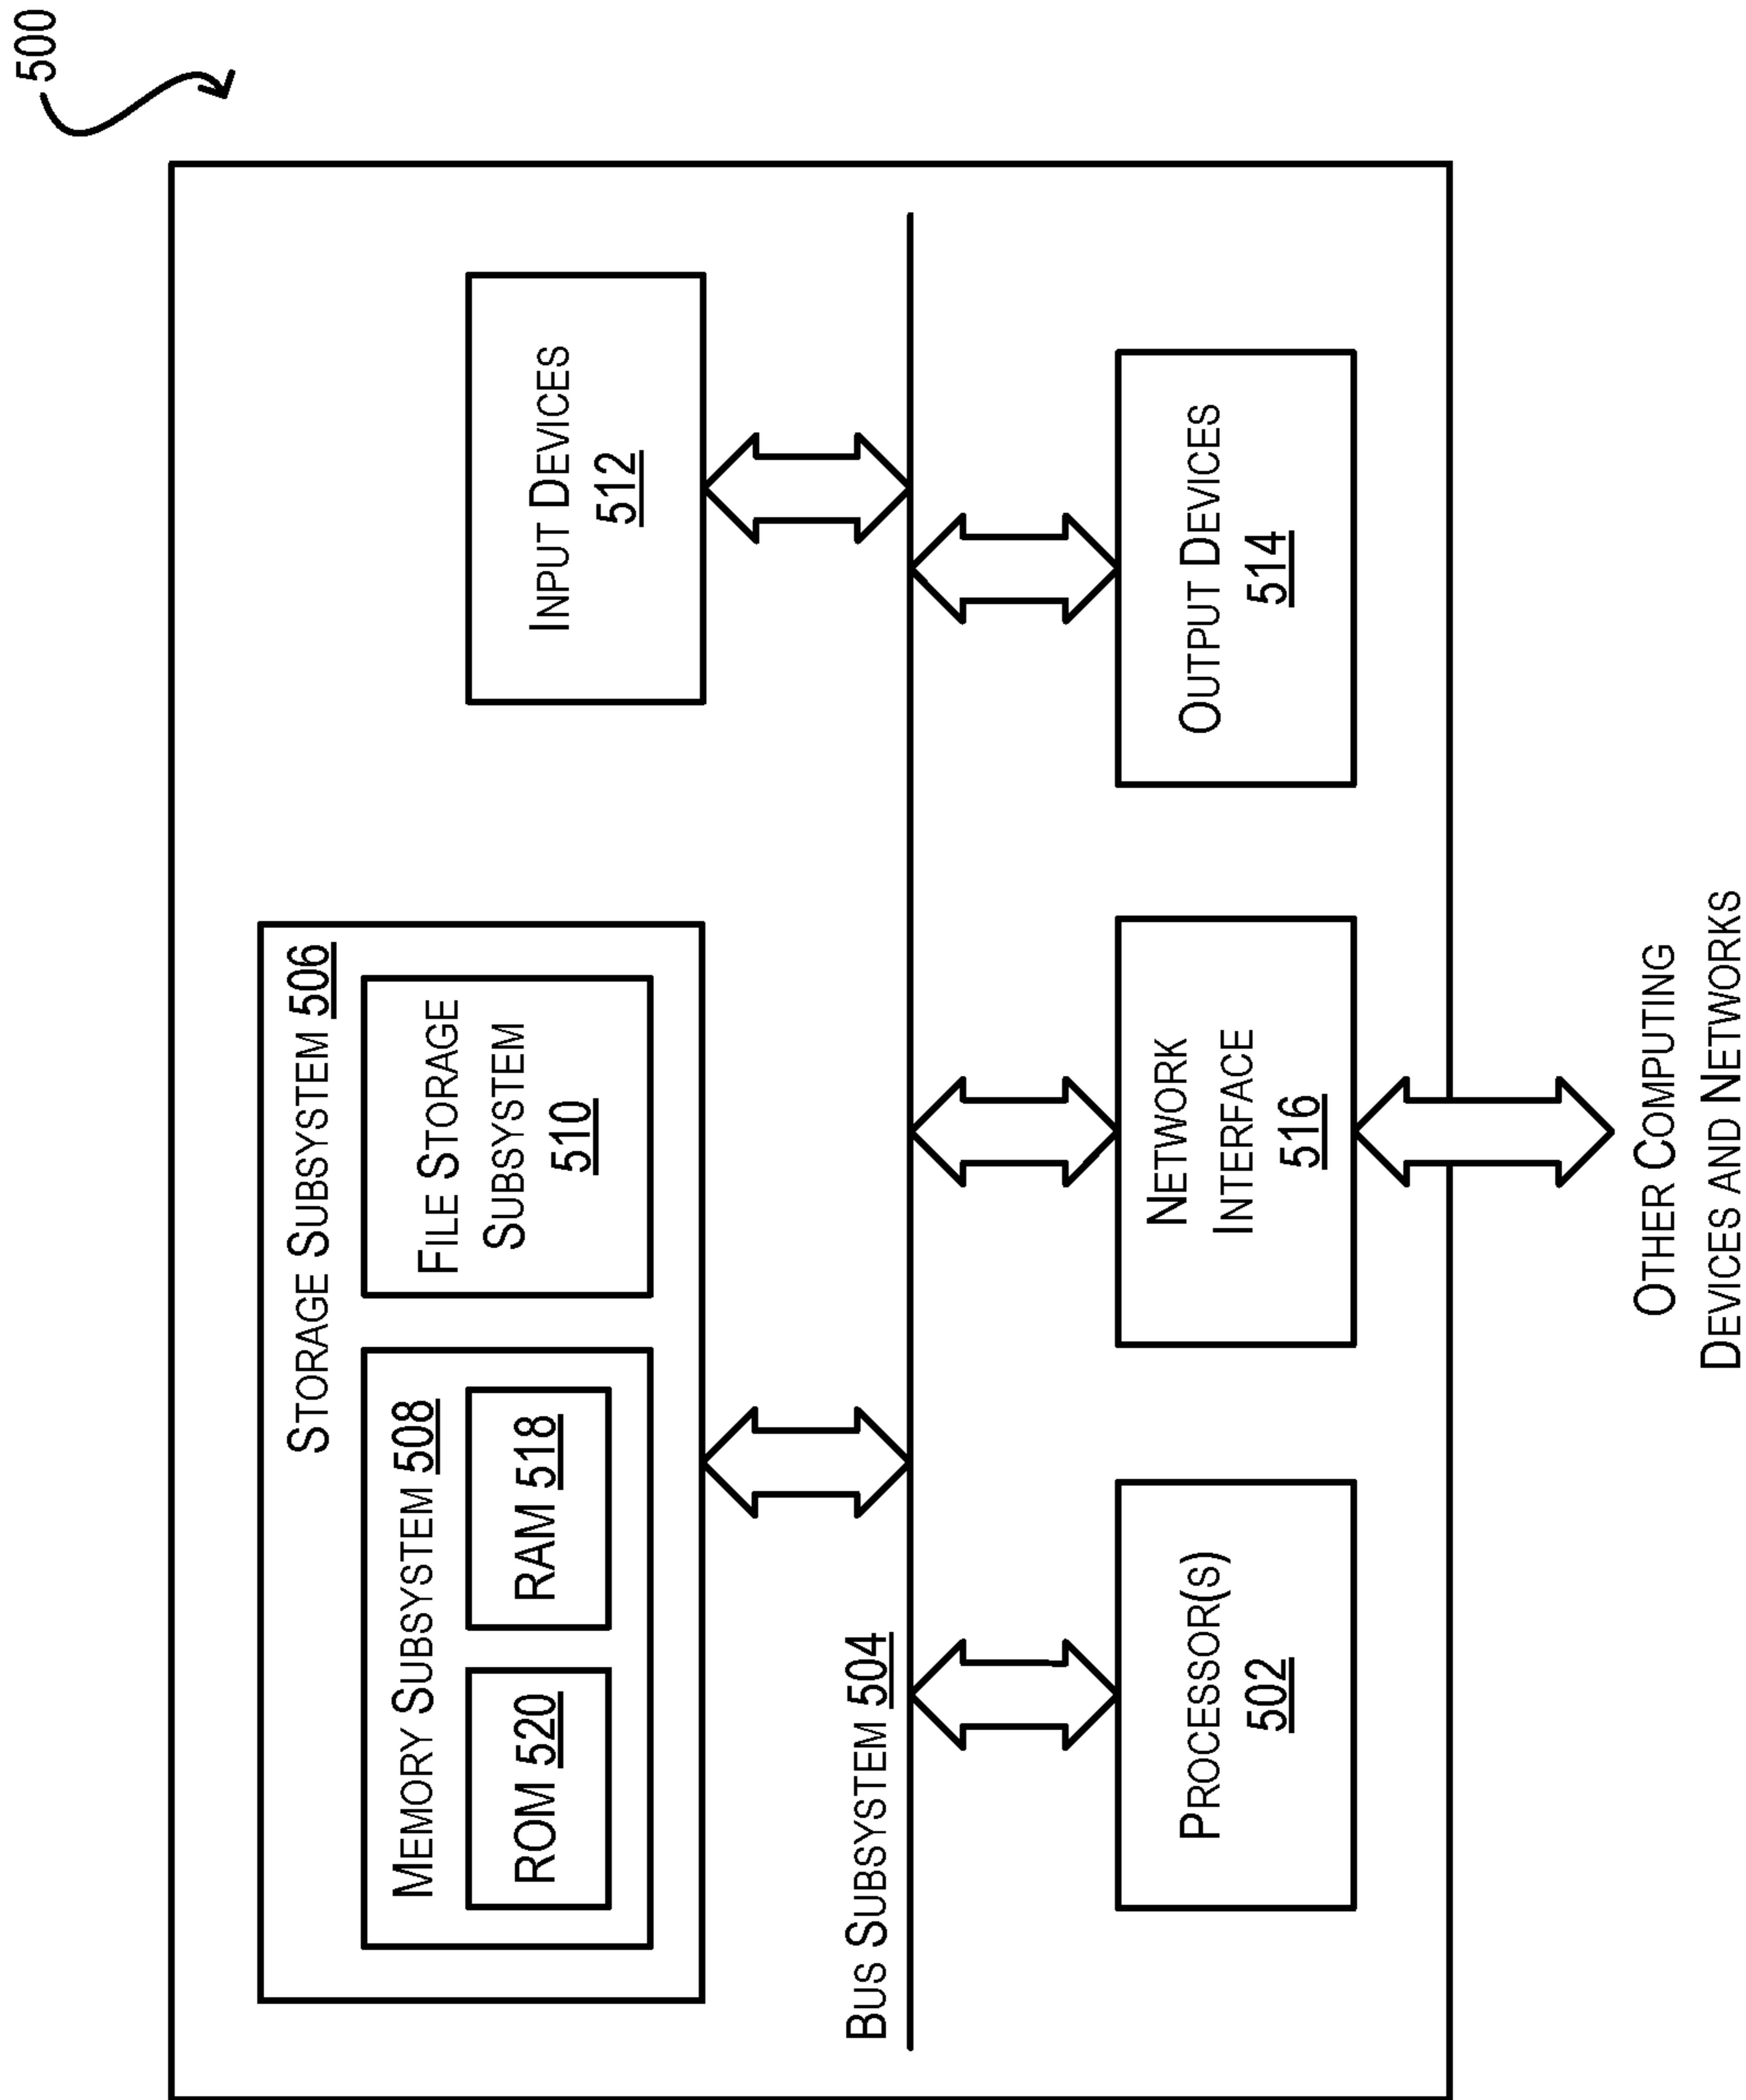 500
STORAGE SUBSYSTEM 506
MEMORY SUBSYSTEM 508
ROM 520
RAM 518
FILE STORAGE
SUBSYSTEM
510
INPUT DEVICES
512
BUS SUBSYSTEM 504
PROCESSOR(S)
502
NETWORK
INTERFACE
516
OUTPUT DEVICES
514
OTHER COMPUTING
DEVICES AND NETWORKS